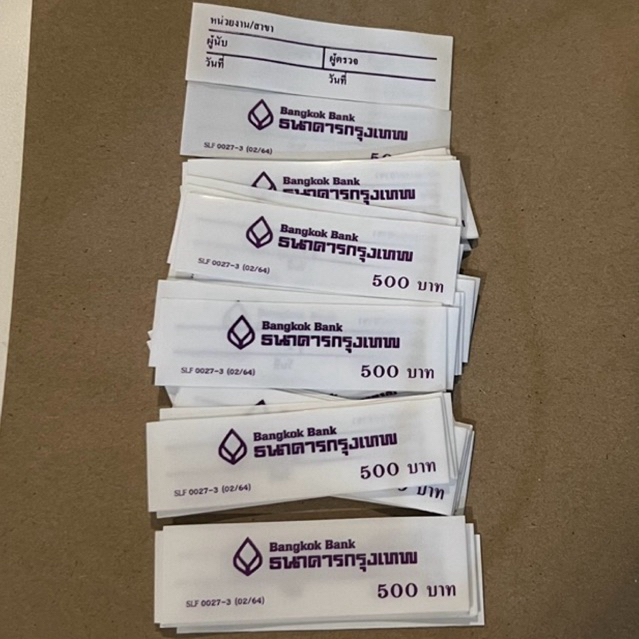 หน่วยงาน/สาขา
ผู้นับ
ผู้ตรวจ
วันที่
วันที่
Bangkok Bank
ธนาคารกรุงเทพ
SLF 0027-3 (02/64)
Bangkok Bank
ธนาคารกรุงเทพ
Bangkok Bank
ธนาคารกรุงเทพ
SLF 0027-3 (02/64)
500 บาท
Bangkok Bank
ธนาคารกรุงเทพ
SLF 0027-3 (02/64)
500 บาท
Bangkok Bank
ธนาคารกรุงเทพ
SLF 0027-3 (02/64)
500 บาท
บาท
Bangkok Bank
ธนาคารกรุงเทพ
SLF 0027-3 (02/64)
500 บาท